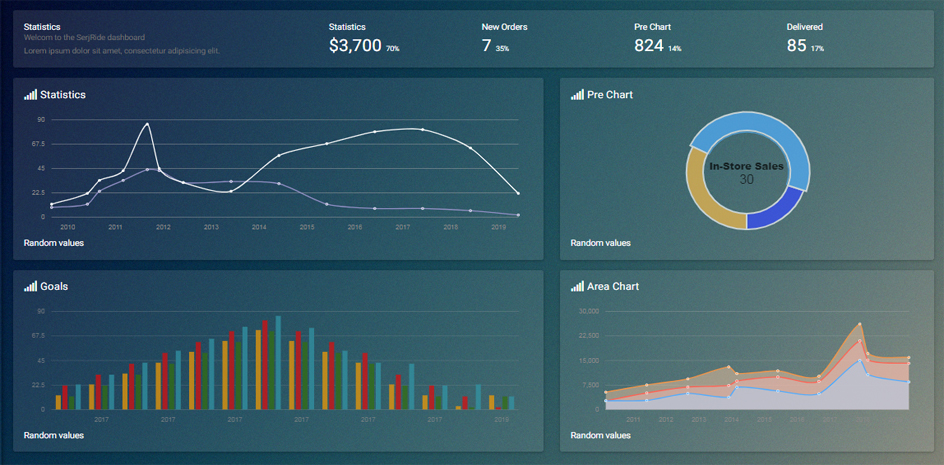 Statistics
Welcom to the SerjRide dashboard
Lorem ipsum dolor sit amet, consectetur adipisicing elit.
Statistics
$3,700 70%
New Orders
7 35%
Pre Chart
824 14%
Delivered
85 17%
Statistics
90
67.5
45
22.5
0
2010 2011 2012 2013 2014 2015 2016 2017 2018 2019
Random values
Pre Chart
In-Store Sales
30
Random values
Goals
90
67.5
45
22.5
0
2017 2017 2017 2017 2017 2017 2018
Random values
Area Chart
30,000
22,500
15,000
7,500
0
2011 2012 2013 2014 2015 2016 2017
Random values